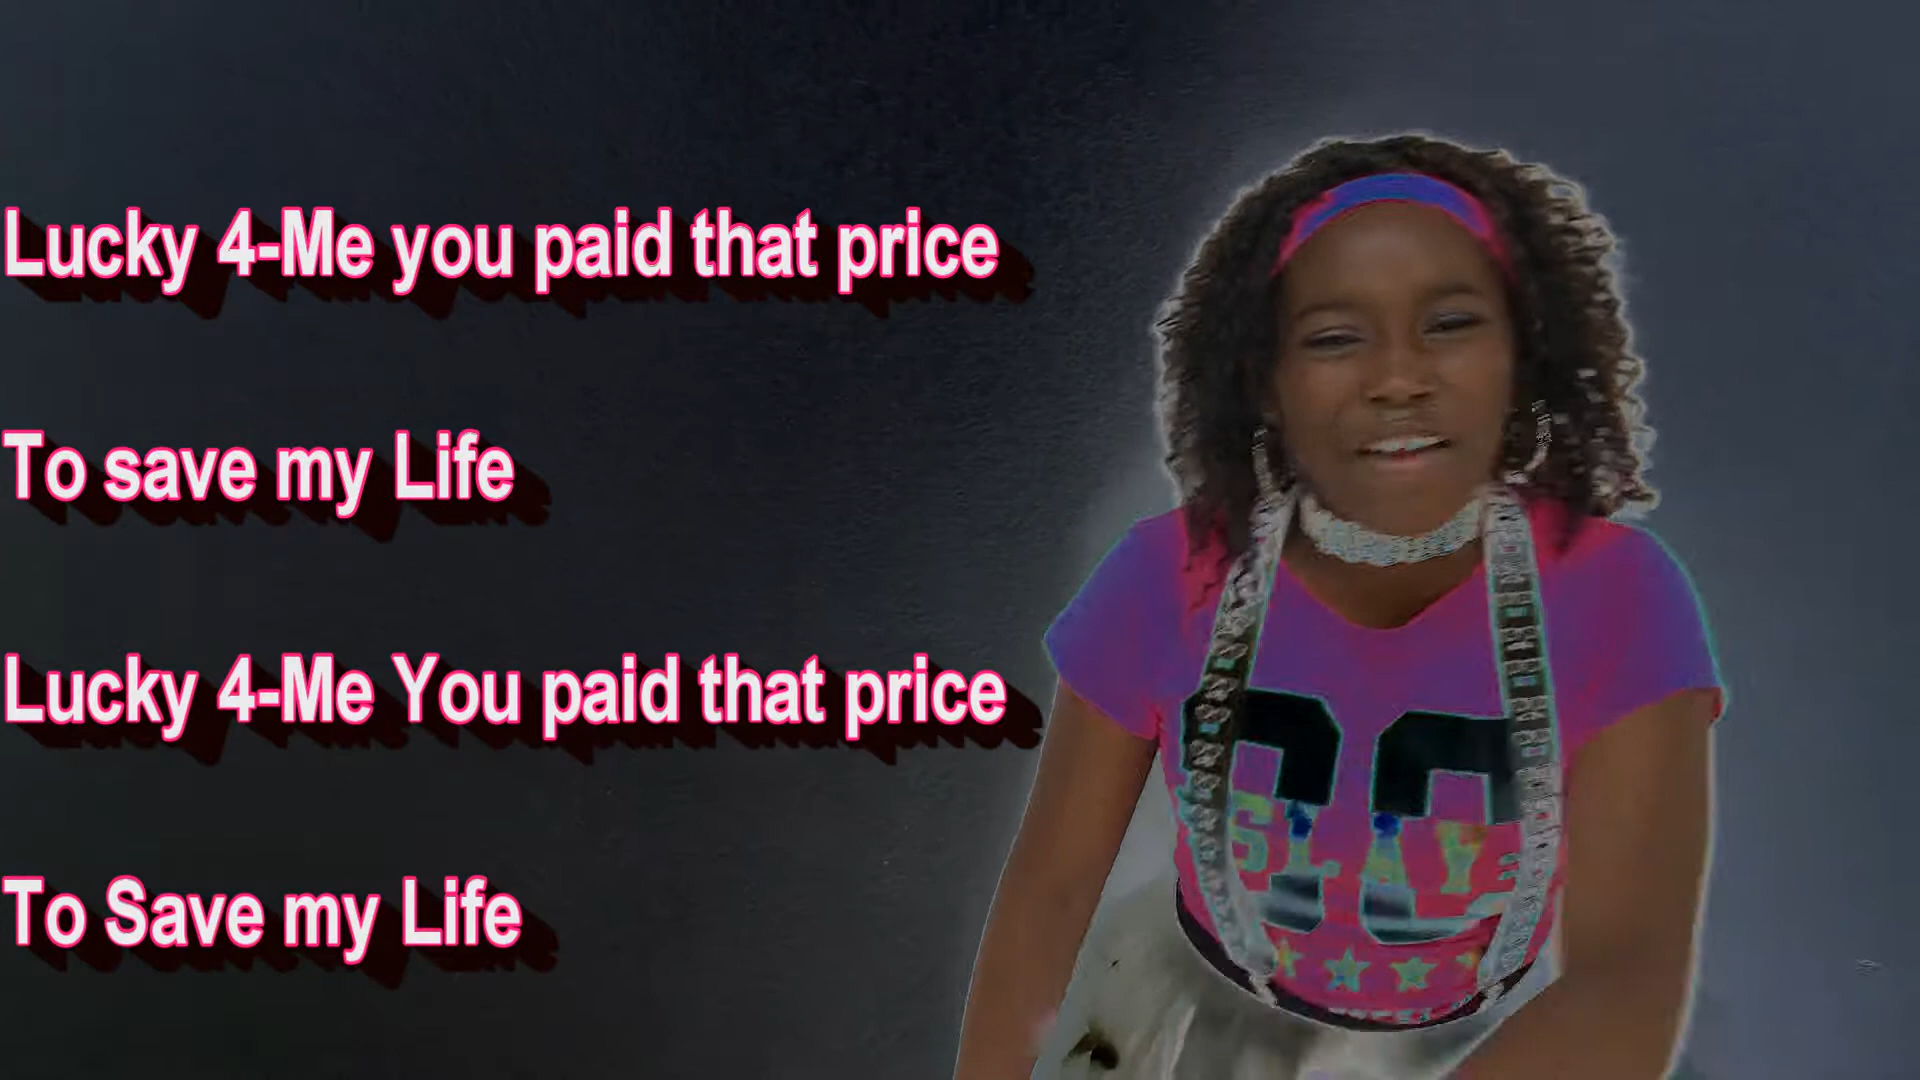 Lucky 4-Me you paid that price
To save my Life
Lucky 4-Me You paid that price
To Save my Life
SLAY